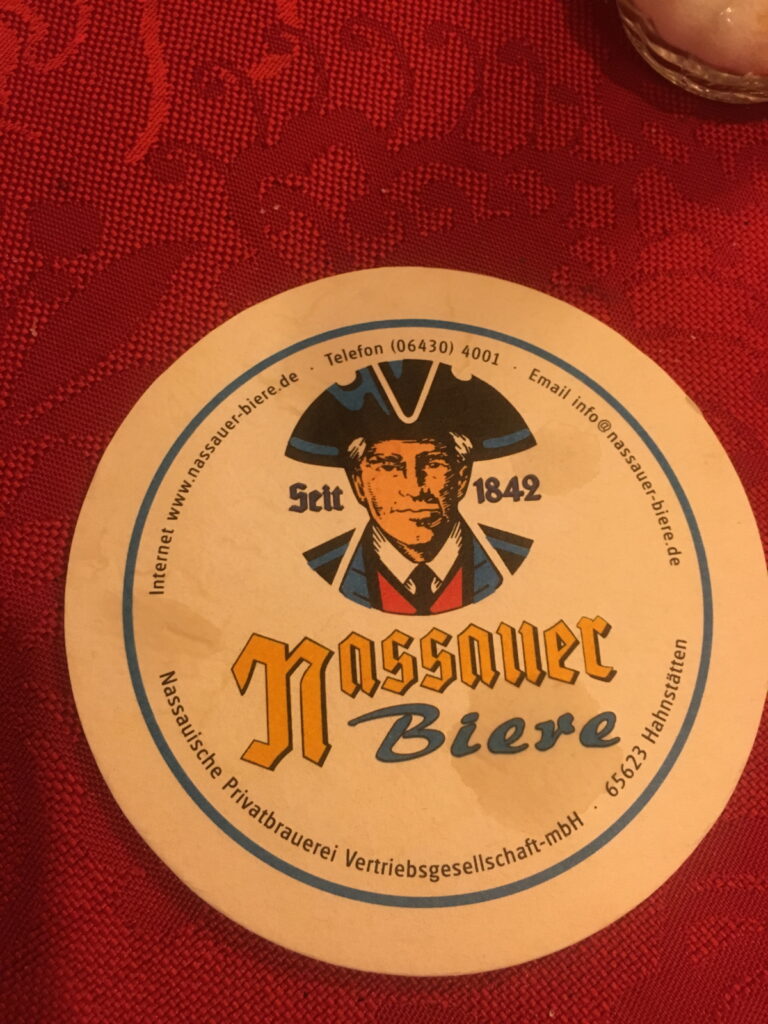 Internet www.nassauer-biere.de · Telefon (06430) 4001 · Email info@nassauer-biere.de
Seit 1842
Nassauer
Biere
Nassauische Privatbrauerei Vertriebsgesellschaft-mbH · 65623 Hahnstätten